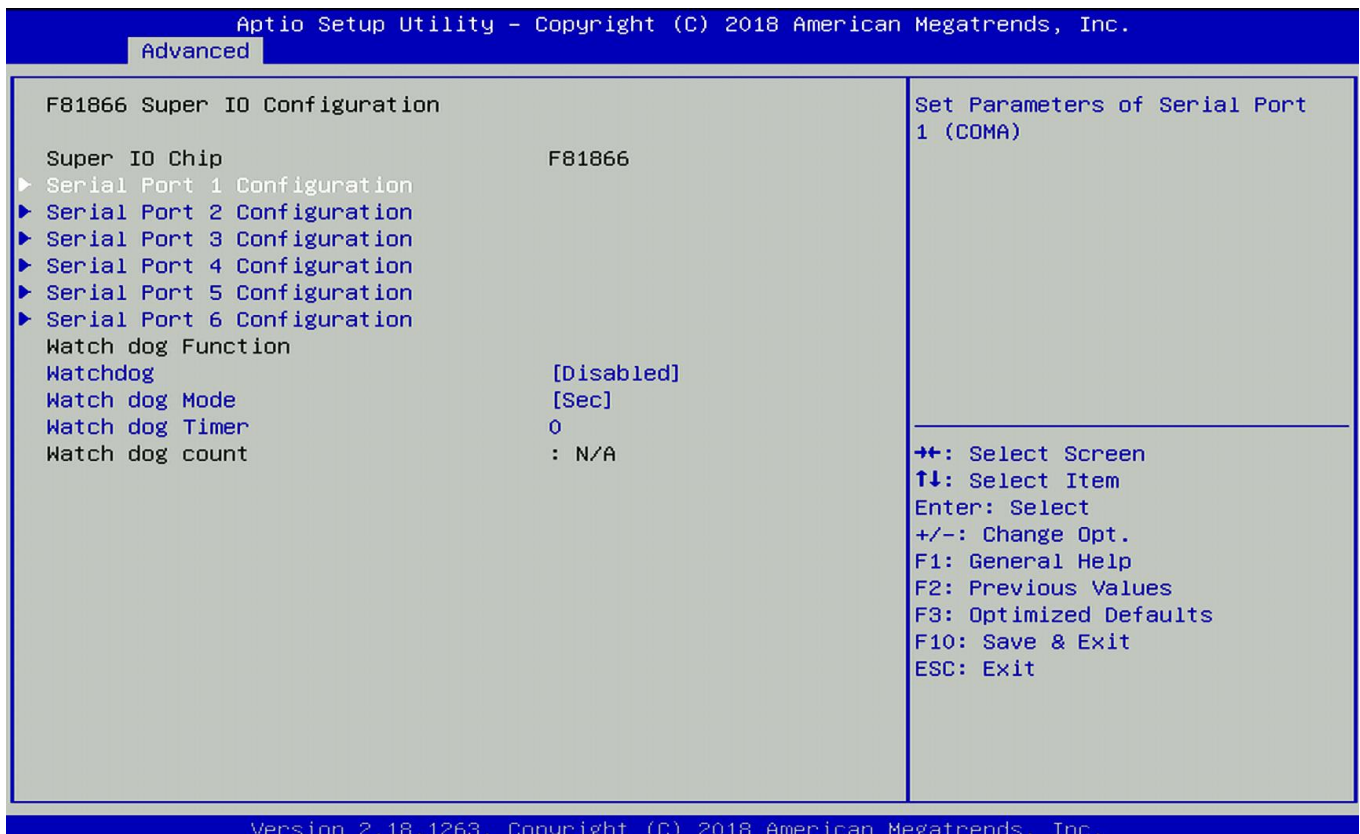 Aptio Setup Utility – Copyright (C) 2018 American Megatrends, Inc.
Advanced
F81866 Super IO Configuration
Super IO Chip F81866
▶ Serial Port 1 Configuration
▶ Serial Port 2 Configuration
▶ Serial Port 3 Configuration
▶ Serial Port 4 Configuration
▶ Serial Port 5 Configuration
▶ Serial Port 6 Configuration
Watch dog Function
Watchdog [Disabled]
Watch dog Mode [Sec]
Watch dog Timer 0
Watch dog count : N/A
Set Parameters of Serial Port
1 (COMA)
→←: Select Screen
↑↓: Select Item
Enter: Select
+/-: Change Opt.
F1: General Help
F2: Previous Values
F3: Optimized Defaults
F10: Save & Exit
ESC: Exit
Version 2.18.1263. Copyright (C) 2018 American Megatrends, Inc.